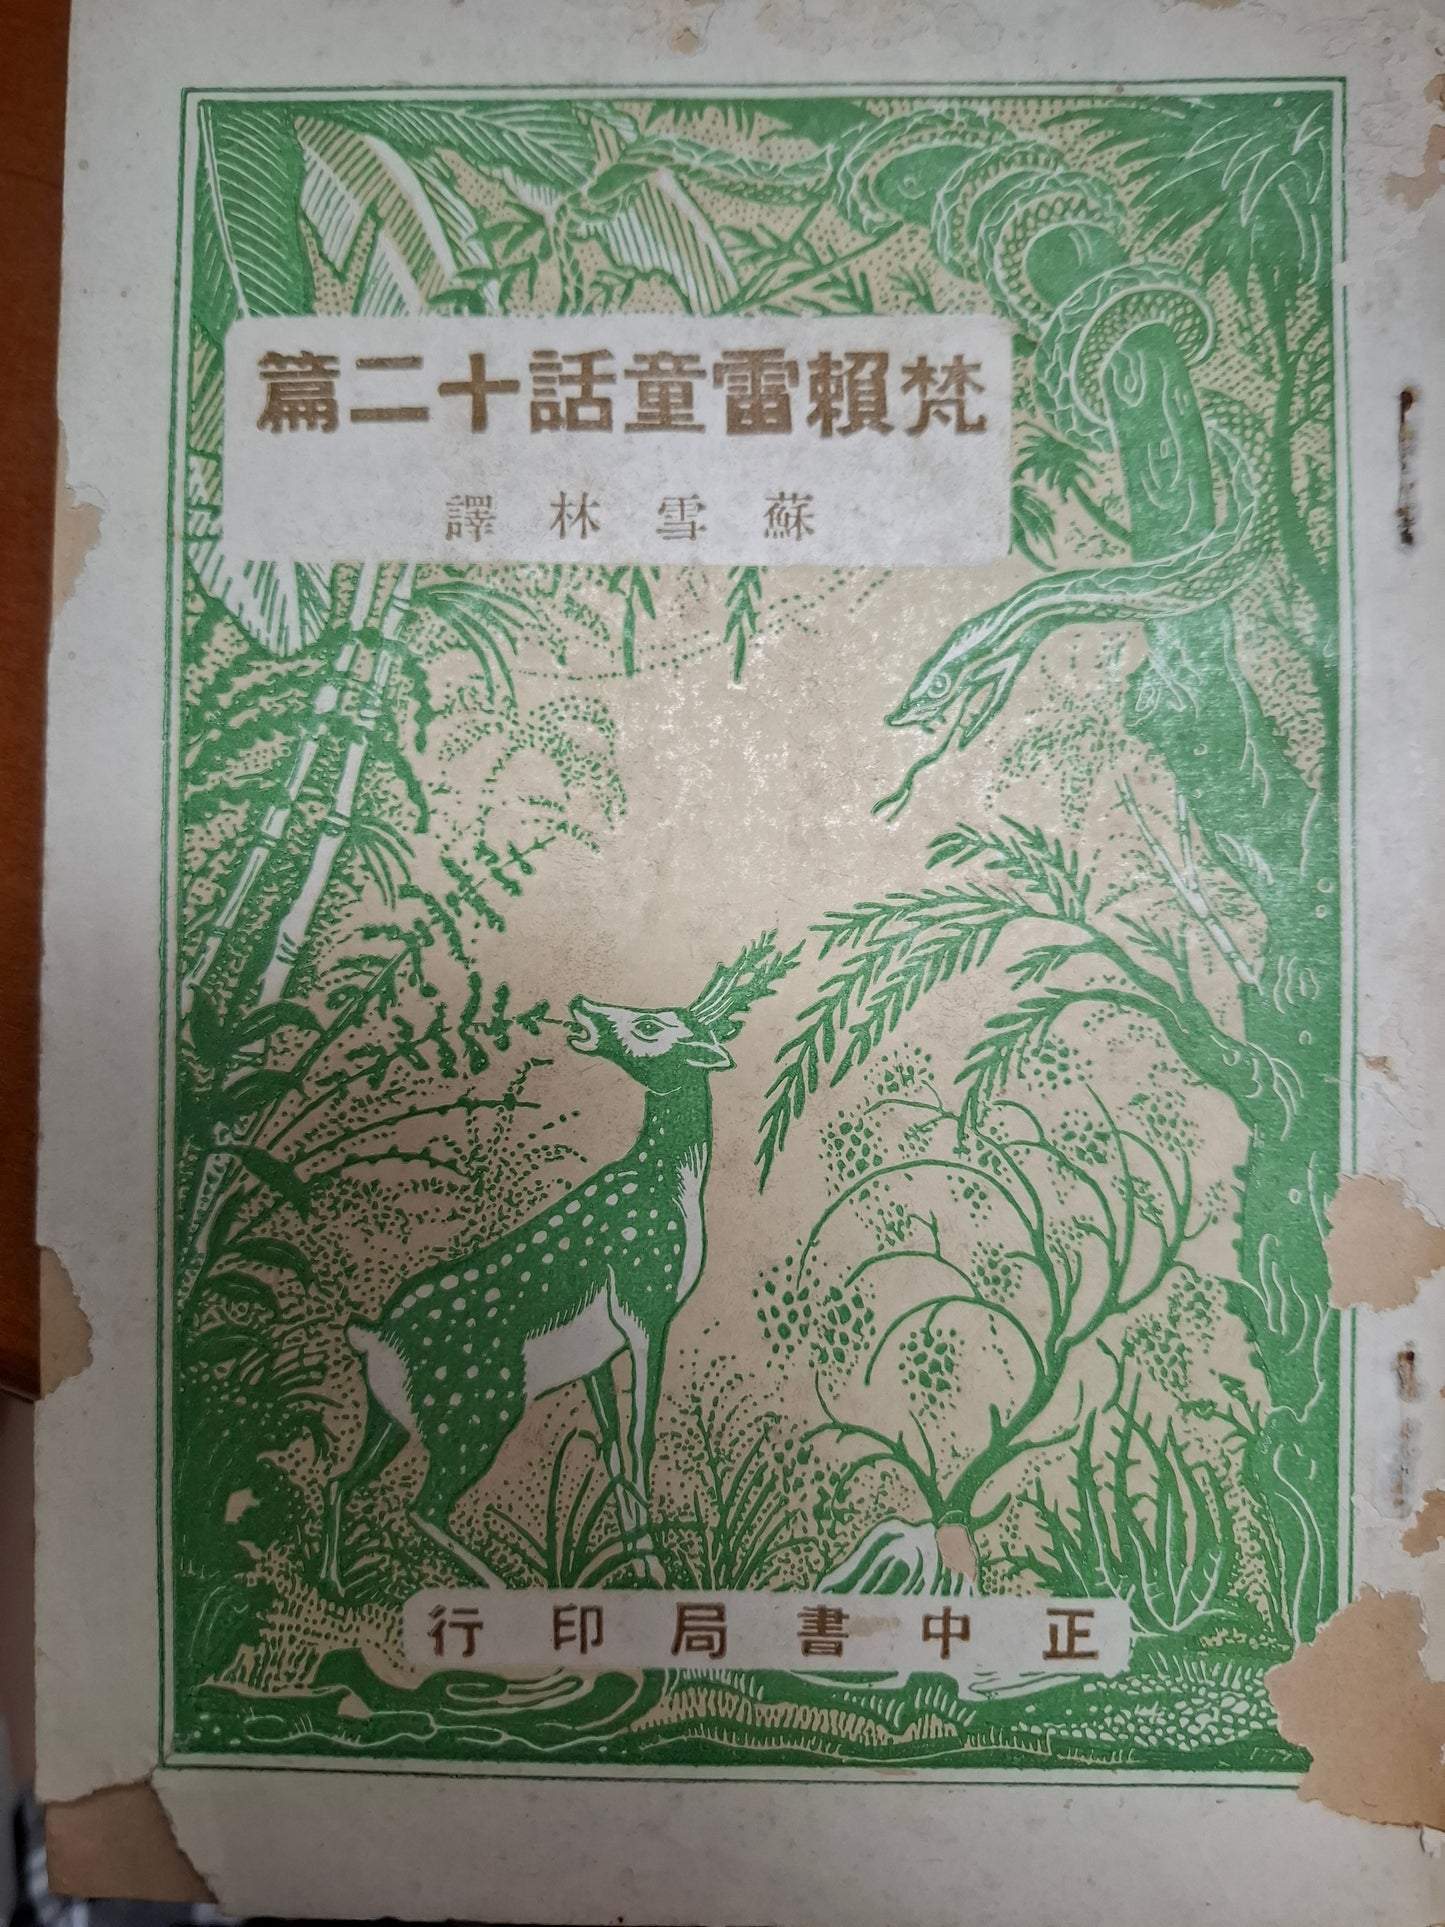 梵賴雷童話十二篇
蘇雪林譯
正中書局印行